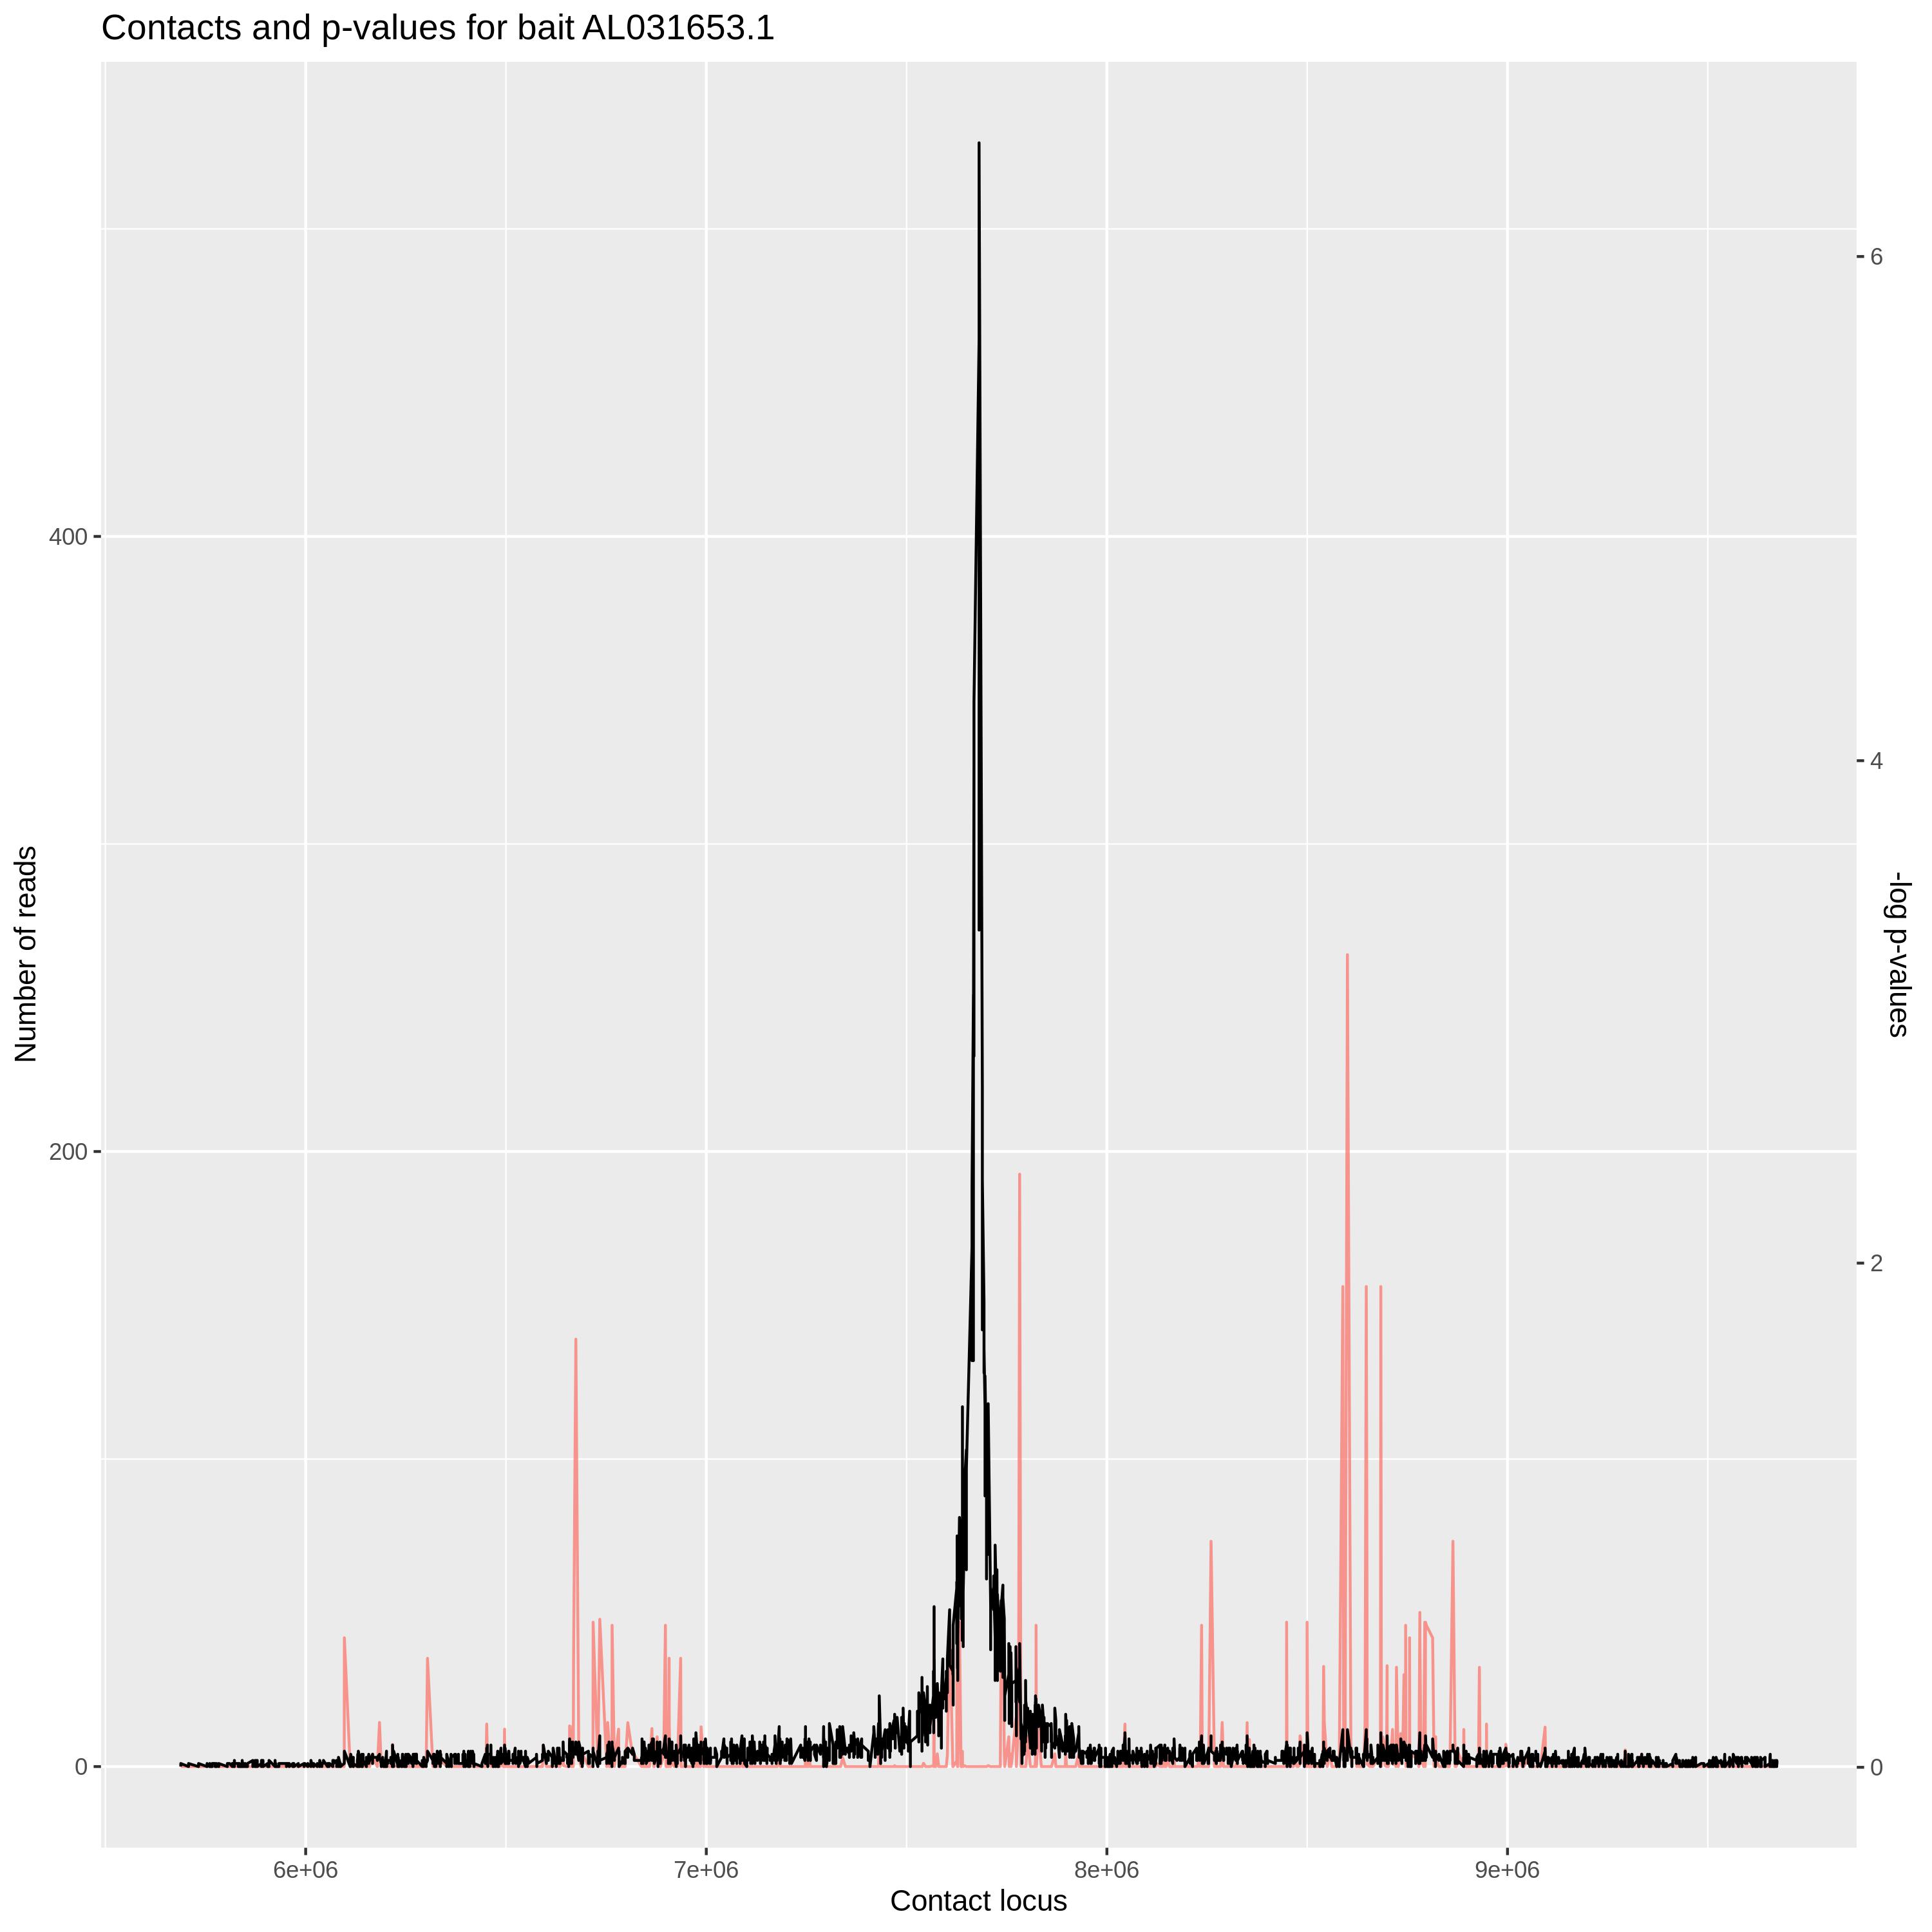 Contacts and p-values for bait AL031653.1
Number of reads
400
200
0
6
4
2
0
-log p-values
6e+06 7e+06 8e+06 9e+06
Contact locus